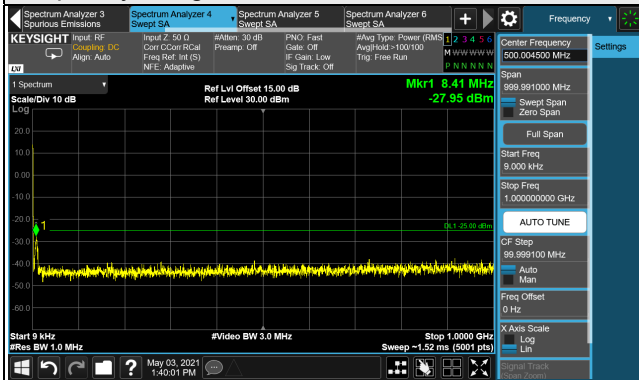 Spectrum Analyzer 3
Spurious Emissions
Spectrum Analyzer 4
Swept SA
Spectrum Analyzer 5
Swept SA
Spectrum Analyzer 6
Swept SA
+
Frequency
KEYSIGHT
Input: RF
Coupling: DC
Align: Auto
Input Z: 50 Ω
Corr CCorr RCal
Freq Ref: Int (S)
NFE: Adaptive
#Atten: 30 dB
Preamp: Off
PNO: Fast
Gate: Off
IF Gain: Low
Sig Track: Off
#Avg Type: Power (RMS
Avg|Hold:>100/100
Trig: Free Run
1 2 3 4 5 6
M W W W W W
P N N N N N
LXI
1 Spectrum
Scale/Div 10 dB
Log
Ref Lvl Offset 15.00 dB
Ref Level 30.00 dBm
Mkr1 8.41 MHz
-27.95 dBm
20.0
10.0
0.00
-10.0
-20.0
-30.0
-40.0
-50.0
-60.0
1
DL1 -25.00 dBm
Start 9 kHz
#Res BW 1.0 MHz
#Video BW 3.0 MHz
Stop 1.0000 GHz
Sweep ~1.52 ms (5001 pts)
Center Frequency
500.004500 MHz
Settings
Span
999.991000 MHz
Swept Span
Zero Span
Full Span
Start Freq
9.000 kHz
Stop Freq
1.000000000 GHz
AUTO TUNE
CF Step
99.999100 MHz
Auto
Man
Freq Offset
0 Hz
X Axis Scale
Log
Lin
Signal Track
(Span Zoom)
?
May 03, 2021
1:40:01 PM